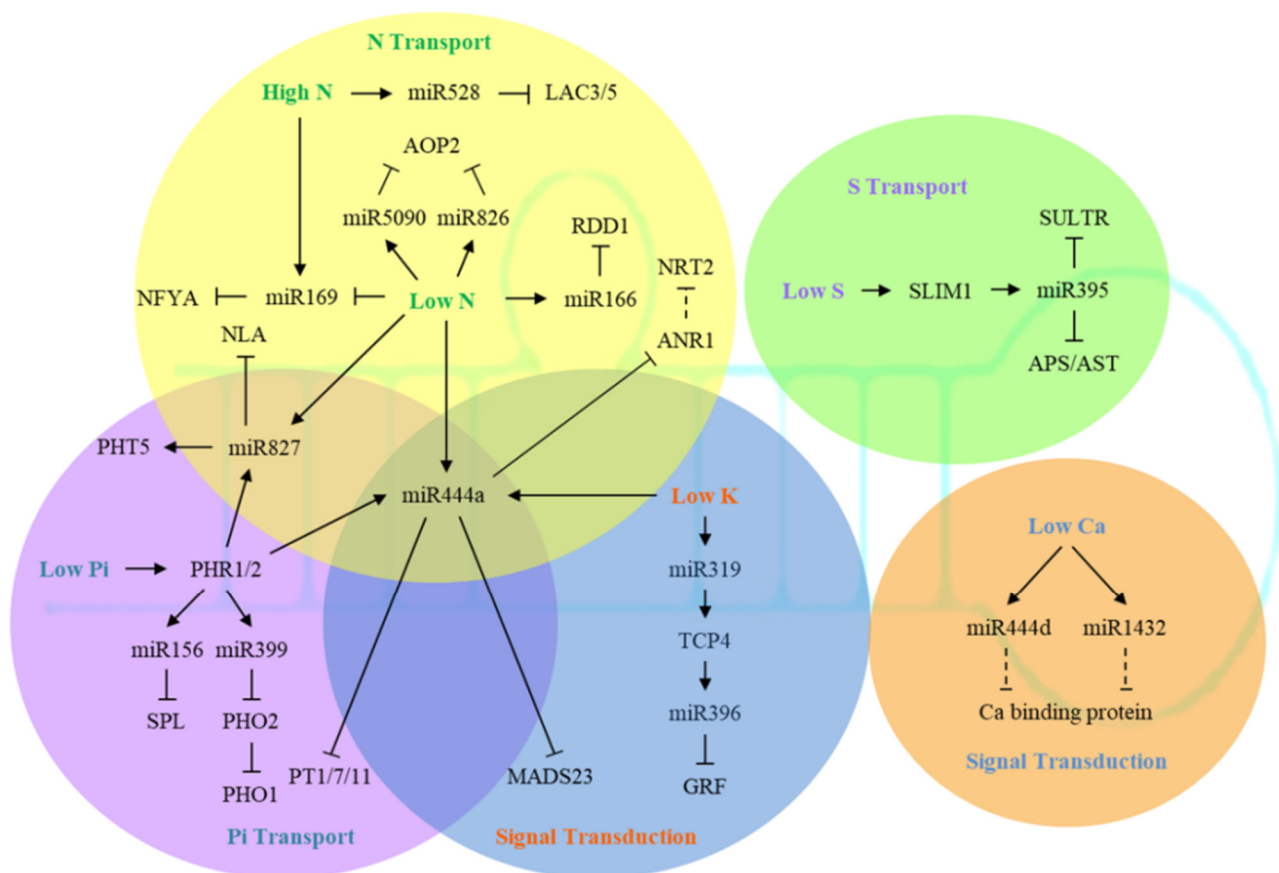 N Transport
High N
miR528
LAC3/5
AOP2
miR5090
miR826
RDD1
NRT2
NFYA
miR169
Low N
miR166
NLA
ANR1
S Transport
SULTR
Low S
SLIM1
miR395
APS/AST
PHT5
miR827
miR444a
Low K
Low Pi
PHR1/2
miR319
miR156
miR399
TCP4
SPL
PHO2
miR396
PHO1
PT1/7/11
MADS23
GRF
Pi Transport
Signal Transduction
Low Ca
miR444d
miR1432
Ca binding protein
Signal Transduction